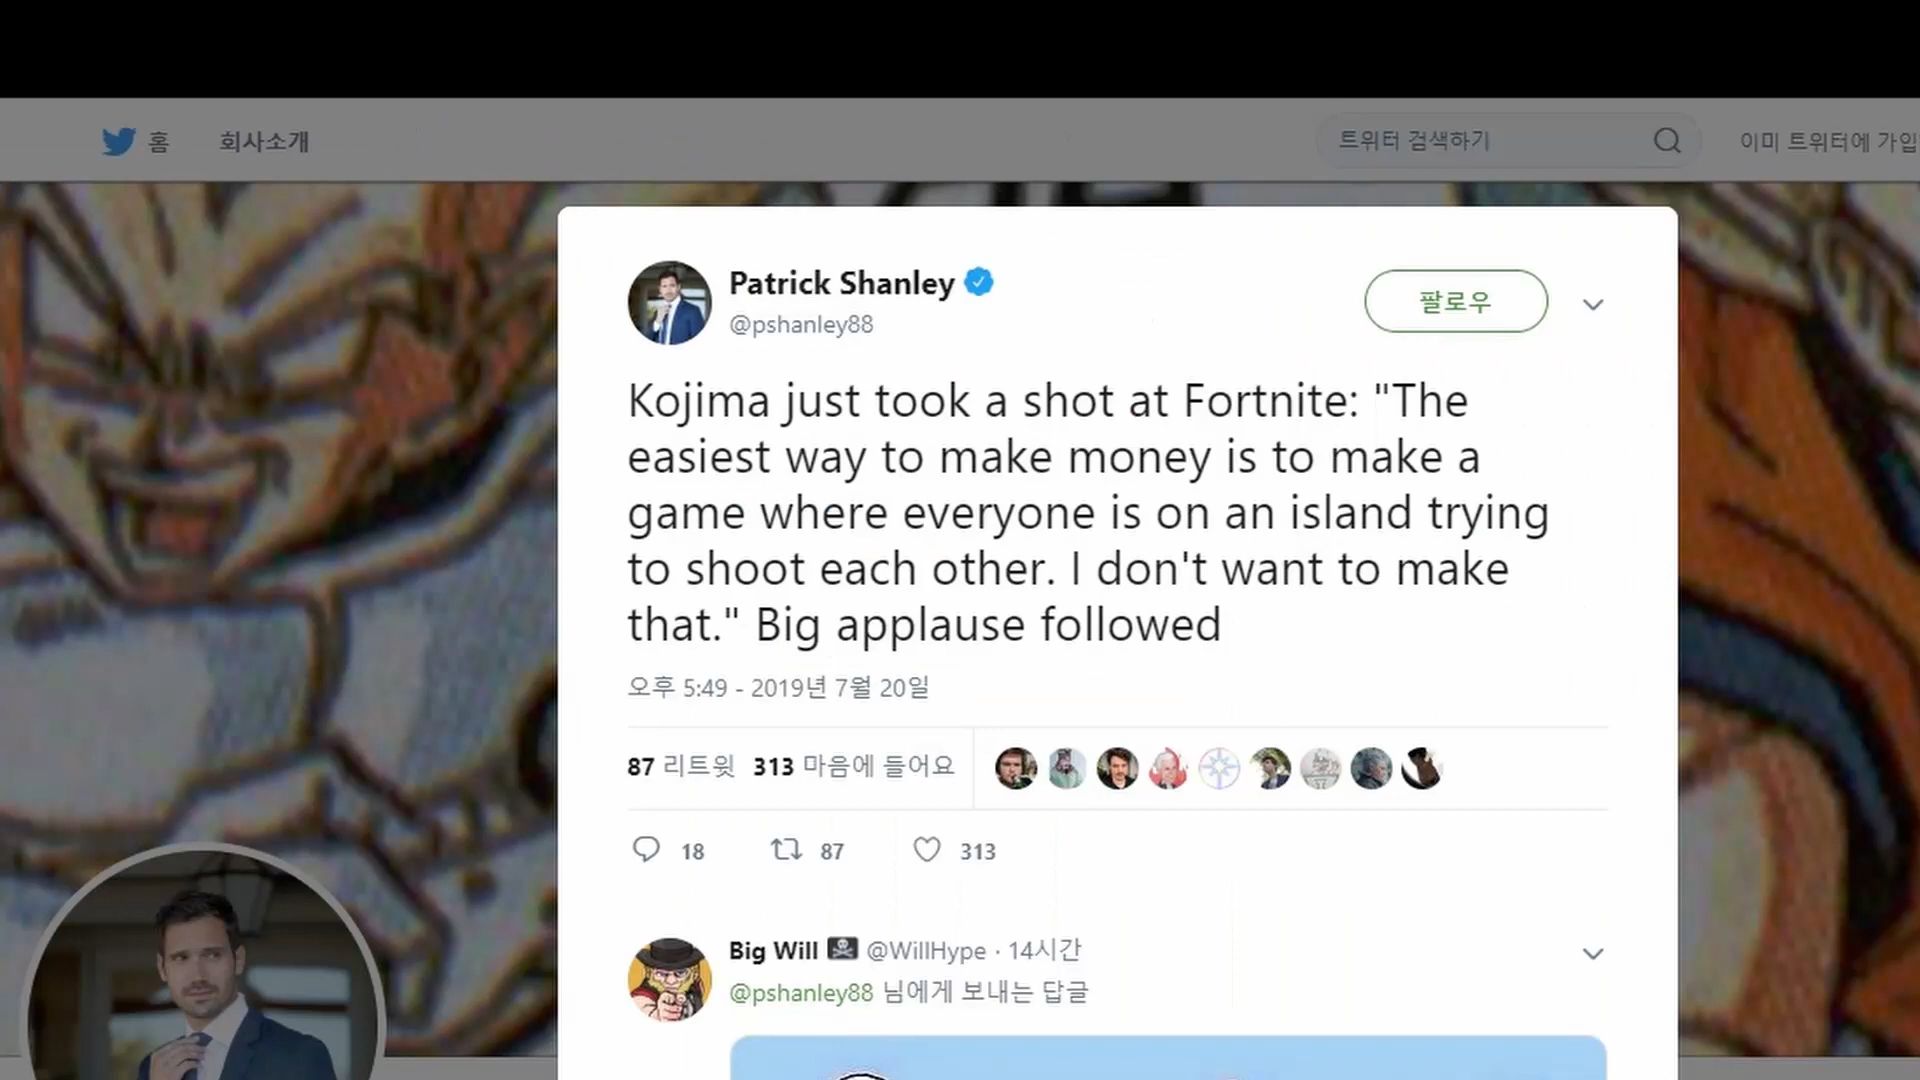 홈 회사소개 트위터 검색하기 이미 트위터에 가입
Patrick Shanley
@pshanley88
팔로우
Kojima just took a shot at Fortnite: "The
easiest way to make money is to make a
game where everyone is on an island trying
to shoot each other. I don't want to make
that." Big applause followed
오후 5:49 - 2019년 7월 20일
87 리트윗 313 마음에 들어요
18 87 313
Big Will @WillHype · 14시간
@pshanley88 님에게 보내는 답글